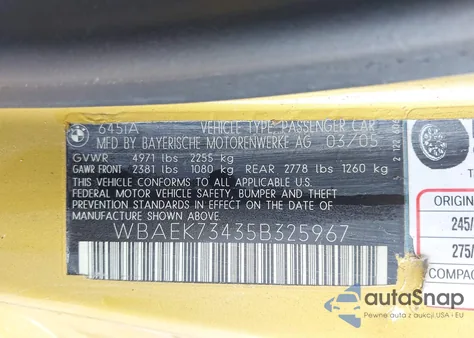 645IA VEHICLE TYPE: PASSENGER CAR
MFD BY BAYERISCHE MOTORENWERKE AG 03/05
GVWR 4971 lbs 2255 kg
GAWR FRONT 2381 lbs 1080 kg REAR 2778 lbs 1260 kg
THIS VEHICLE CONFORMS TO ALL APPLICABLE
FEDERAL MOTOR VEHICLE SAFETY, BUMPER AND THEFT
PREVENTION STANDARDS IN EFFECT ON THE DATE
OF MANUFACTURE SHOWN ABOVE.
WBAEK73435B325967
ORIGIN
245/
275/
COMPAC
autoSnap
Pewne auta z aukcji USA i EU